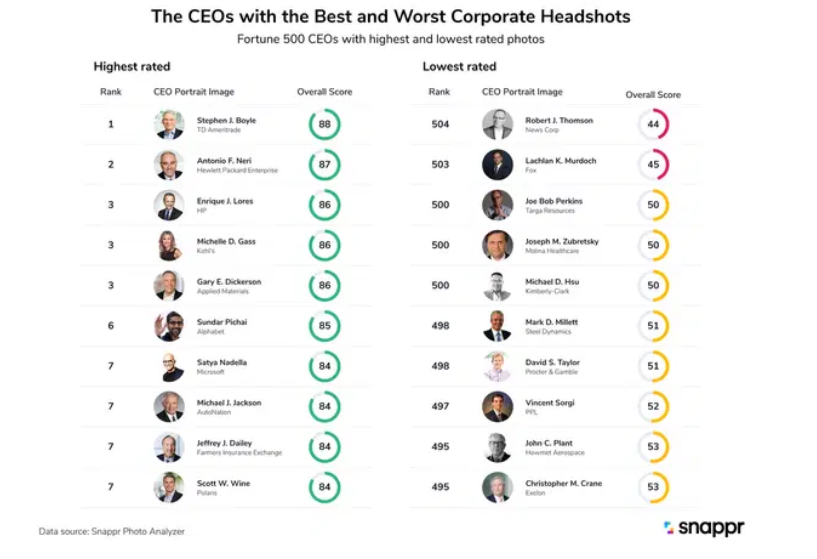 The CEOs with the Best and Worst Corporate Headshots
Fortune 500 CEOs with highest and lowest rated photos
Highest rated
Rank CEO Portrait Image Overall Score
1 Stephen J. Boyle 88
TD Ameritrade
2 Antonio F. Neri 87
Hewlett Packard Enterprise
3 Enrique J. Lores 86
HP
3 Michelle D. Gass 86
Kohl's
3 Gary E. Dickerson 86
Applied Materials
6 Sundar Pichai 85
Alphabet
7 Satya Nadella 84
Microsoft
7 Michael J. Jackson 84
AutoNation
7 Jeffrey J. Dailey 84
Farmers Insurance Exchange
7 Scott W. Wine 84
Polaris
Lowest rated
Rank CEO Portrait Image Overall Score
504 Robert J. Thomson 44
News Corp
503 Lachlan K. Murdoch 45
Fox
500 Joe Bob Perkins 50
Targa Resources
500 Joseph M. Zubretsky 50
Molina Healthcare
500 Michael D. Hsu 50
Kimberly-Clark
498 Mark D. Millett 51
Steel Dynamics
498 David S. Taylor 51
Procter & Gamble
497 Vincent Sorgi 52
PPL
495 John C. Plant 53
Howmet Aerospace
495 Christopher M. Crane 53
Exelon
Data source: Snappr Photo Analyzer
snappr